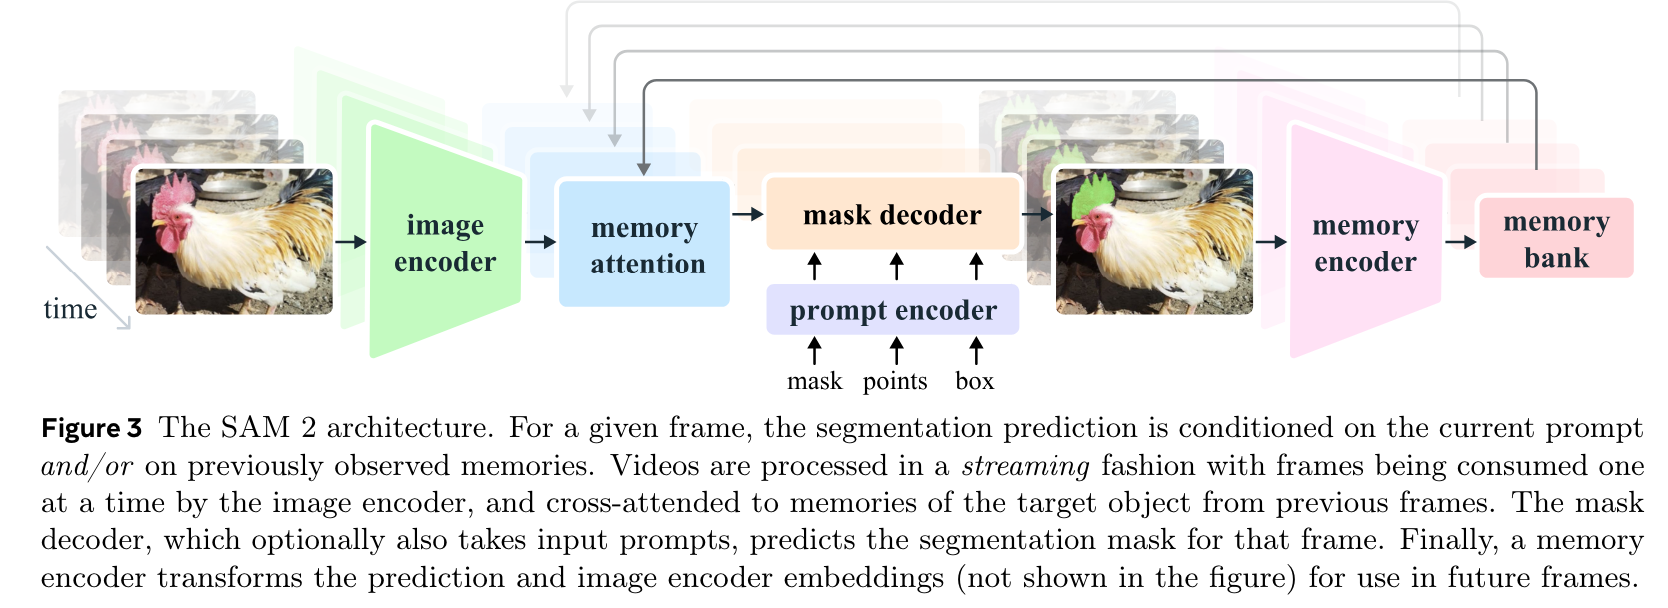 time
image
encoder
memory
attention
mask decoder
prompt encoder
mask points box
memory
encoder
memory
bank
Figure 3 The SAM 2 architecture. For a given frame, the segmentation prediction is conditioned on the current prompt
and/or on previously observed memories. Videos are processed in a streaming fashion with frames being consumed one
at a time by the image encoder, and cross-attended to memories of the target object from previous frames. The mask
decoder, which optionally also takes input prompts, predicts the segmentation mask for that frame. Finally, a memory
encoder transforms the prediction and image encoder embeddings (not shown in the figure) for use in future frames.